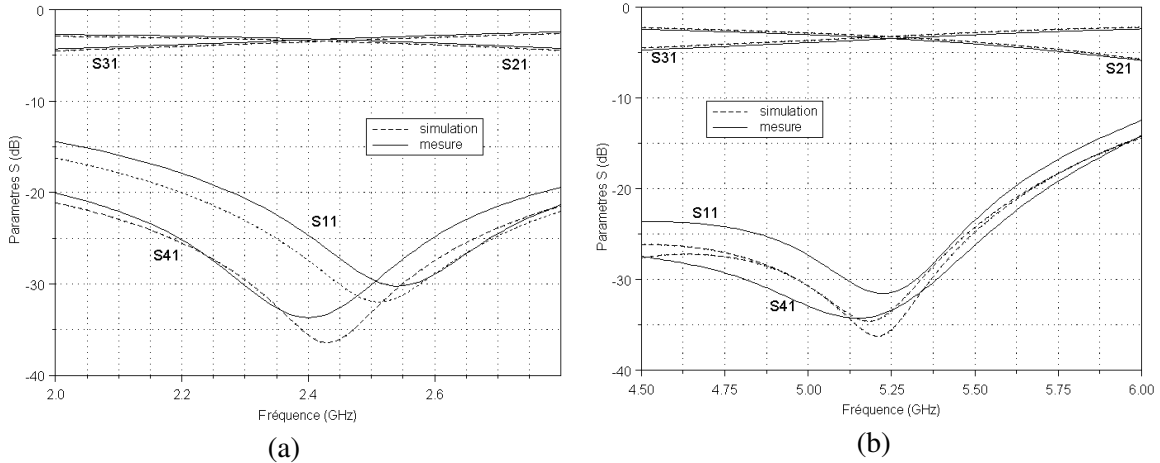 0
-10
-20
-30
-40
Parametres S (dB)
S31
S21
simulation
mesure
S11
S41
2.0
2.2
2.4
2.6
Fréquence (GHz)
(a)
0
-10
-20
-30
-40
Parametres S (dB)
S31
S21
simulation
mesure
S11
S41
4.50
4.75
5.00
5.25
5.50
5.75
6.00
Fréquence (GHz)
(b)